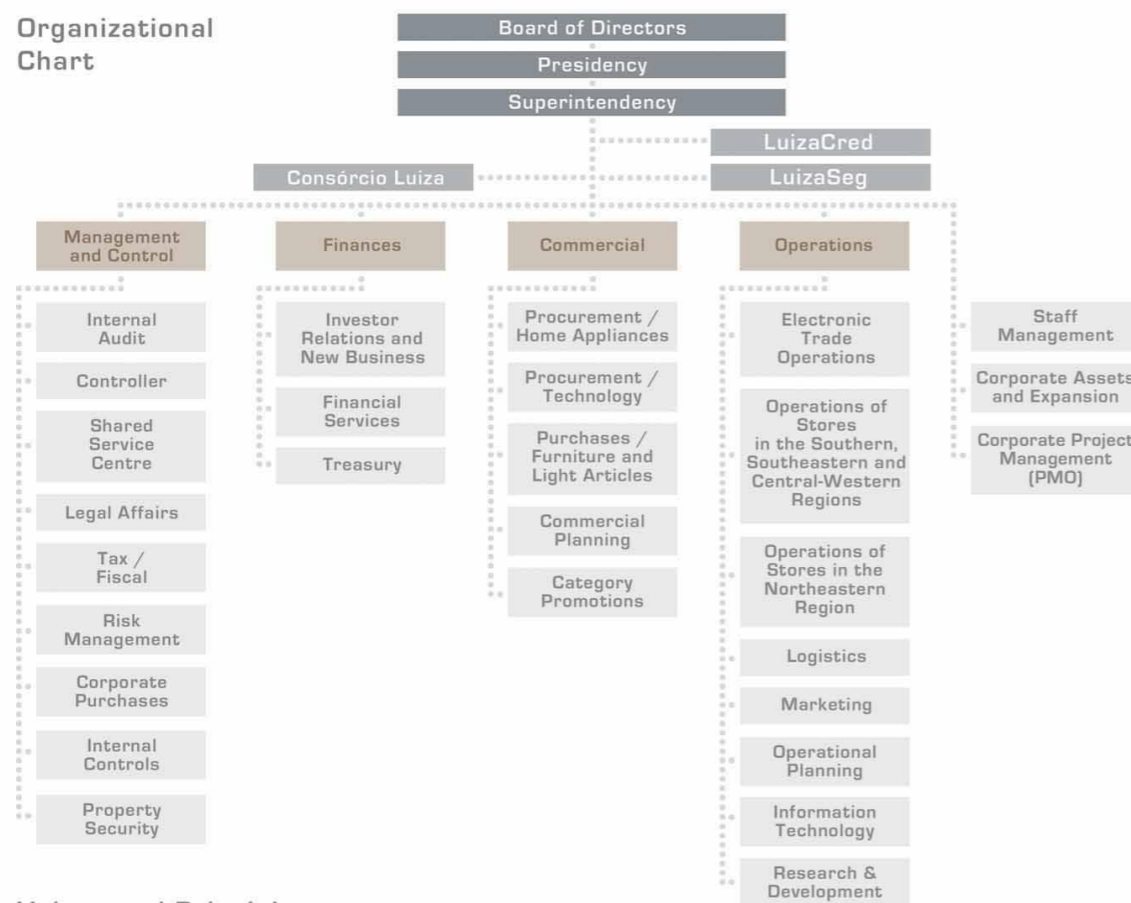 Organizational
Chart
Board of Directors
Presidency
Superintendency
LuizaCred
Consórcio Luiza
LuizaSeg
Management
and Control
Finances
Commercial
Operations
Internal
Audit
Controller
Shared
Service
Centre
Legal Affairs
Tax /
Fiscal
Risk
Management
Corporate
Purchases
Internal
Controls
Property
Security
Investor
Relations and
New Business
Financial
Services
Treasury
Procurement /
Home Appliances
Procurement /
Technology
Purchases /
Furniture and
Light Articles
Commercial
Planning
Category
Promotions
Electronic
Trade
Operations
Operations of
Stores
in the Southern,
Southeastern and
Central-Western
Regions
Operations of
Stores in the
Northeastern
Region
Logistics
Marketing
Operational
Planning
Information
Technology
Research &
Development
Staff
Management
Corporate Assets
and Expansion
Corporate Project
Management
(PMO)